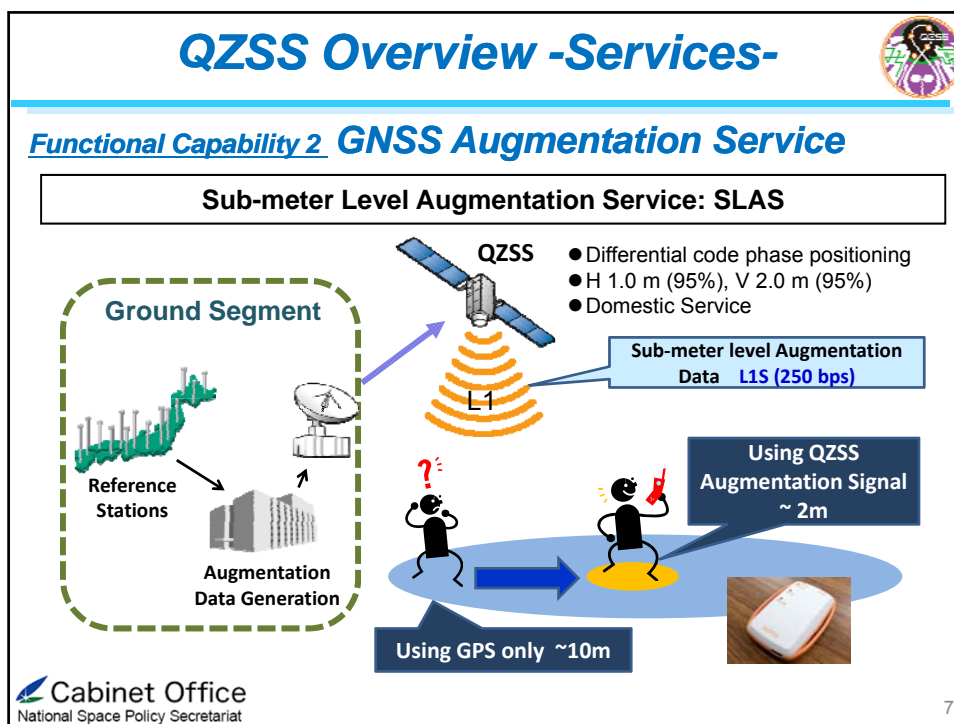 QZSS Overview -Services-
Functional Capability 2 GNSS Augmentation Service
Sub-meter Level Augmentation Service: SLAS
QZSS
● Differential code phase positioning
● H 1.0 m (95%), V 2.0 m (95%)
● Domestic Service
Ground Segment
Sub-meter level Augmentation
Data L1S (250 bps)
L1
Reference
Stations
Augmentation
Data Generation
?
Using QZSS
Augmentation Signal
~ 2m
Using GPS only ~10m
Cabinet Office
National Space Policy Secretariat
7